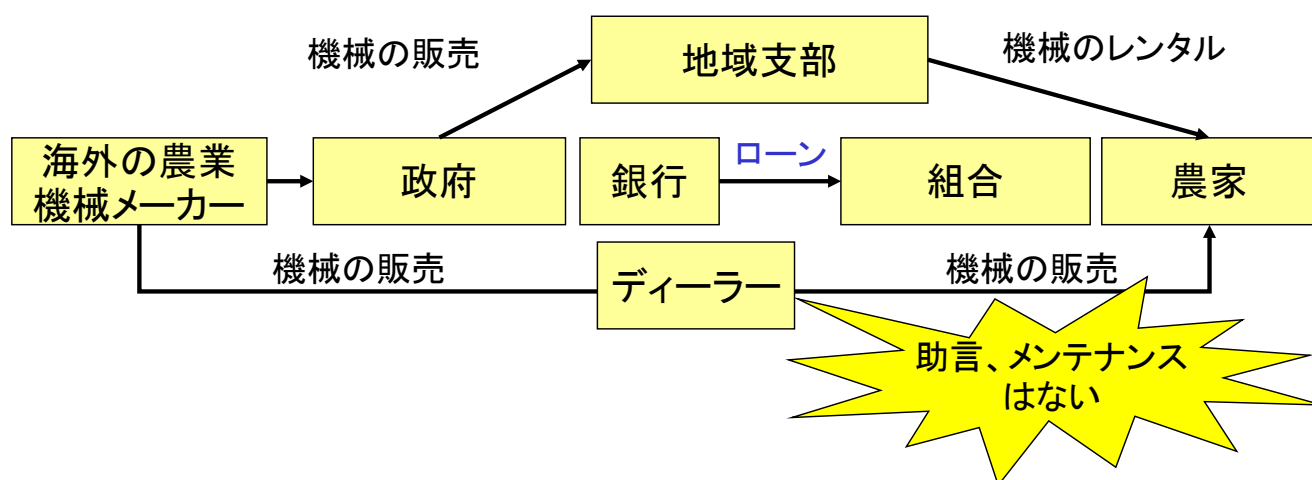 機械の販売
地域支部
機械のレンタル
海外の農業
機械メーカー
政府
銀行
ローン
組合
農家
機械の販売
ディーラー
機械の販売
助言、メンテナンス
はない